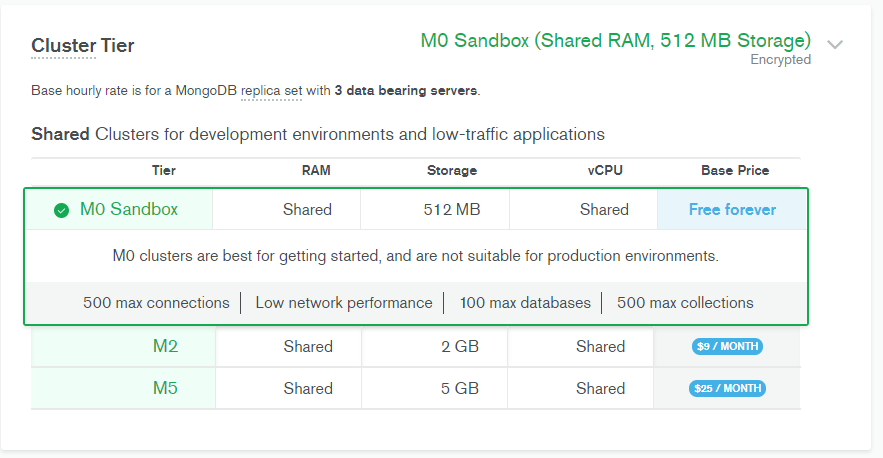 Cluster Tier
M0 Sandbox (Shared RAM, 512 MB Storage)
Encrypted
Base hourly rate is for a MongoDB replica set with 3 data bearing servers.
Shared Clusters for development environments and low-traffic applications
Tier RAM Storage vCPU Base Price
M0 Sandbox Shared 512 MB Shared Free forever
M0 clusters are best for getting started, and are not suitable for production environments.
500 max connections Low network performance 100 max databases 500 max collections
M2 Shared 2 GB Shared $9 / MONTH
M5 Shared 5 GB Shared $25 / MONTH